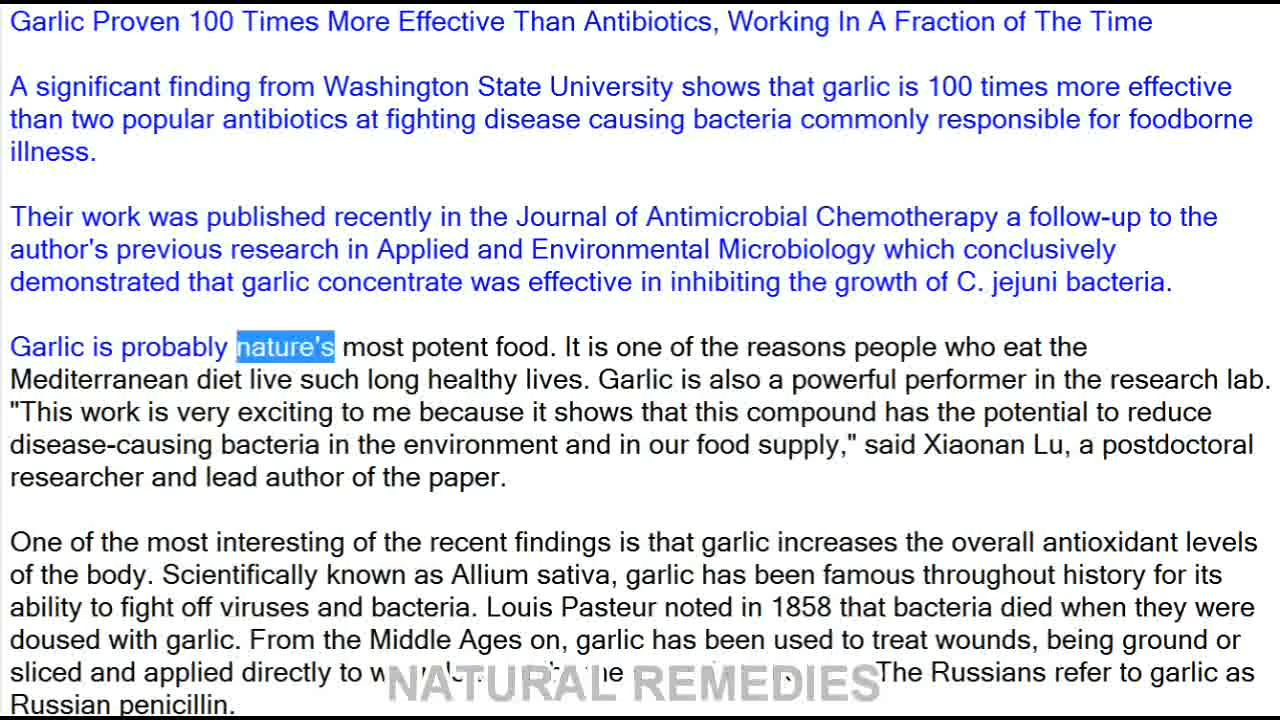 Garlic Proven 100 Times More Effective Than Antibiotics, Working In A Fraction of The Time
A significant finding from Washington State University shows that garlic is 100 times more effective
than two popular antibiotics at fighting disease causing bacteria commonly responsible for foodborne
illness.
Their work was published recently in the Journal of Antimicrobial Chemotherapy a follow-up to the
author's previous research in Applied and Environmental Microbiology which conclusively
demonstrated that garlic concentrate was effective in inhibiting the growth of C. jejuni bacteria.
Garlic is probably nature's most potent food. It is one of the reasons people who eat the
Mediterranean diet live such long healthy lives. Garlic is also a powerful performer in the research lab.
"This work is very exciting to me because it shows that this compound has the potential to reduce
disease-causing bacteria in the environment and in our food supply," said Xiaonan Lu, a postdoctoral
researcher and lead author of the paper.
One of the most interesting of the recent findings is that garlic increases the overall antioxidant levels
of the body. Scientifically known as Allium sativa, garlic has been famous throughout history for its
ability to fight off viruses and bacteria. Louis Pasteur noted in 1858 that bacteria died when they were
doused with garlic. From the Middle Ages on, garlic has been used to treat wounds, being ground or
sliced and applied directly to The Russians refer to garlic as
NATURAL REMEDIES
Russian penicillin.